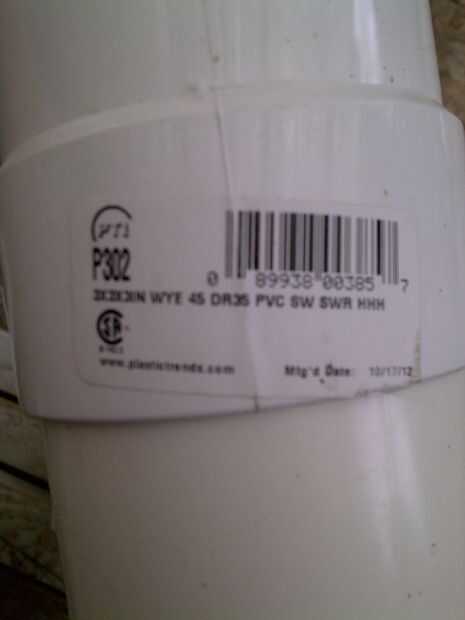 PTI
P302
0 89938 00385 7
3X3X3IN WYE 45 DR35 PVC SW SWR HHH
www.plastictrends.com
Mfg'd Date: 10/17/12